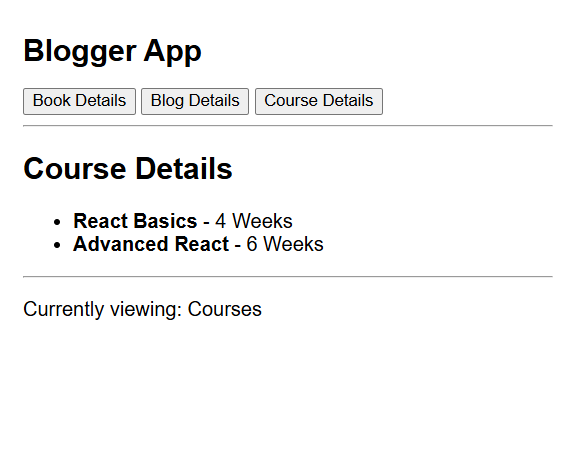 Blogger App
Book Details Blog Details Course Details
Course Details
• React Basics - 4 Weeks
• Advanced React - 6 Weeks
Currently viewing: Courses